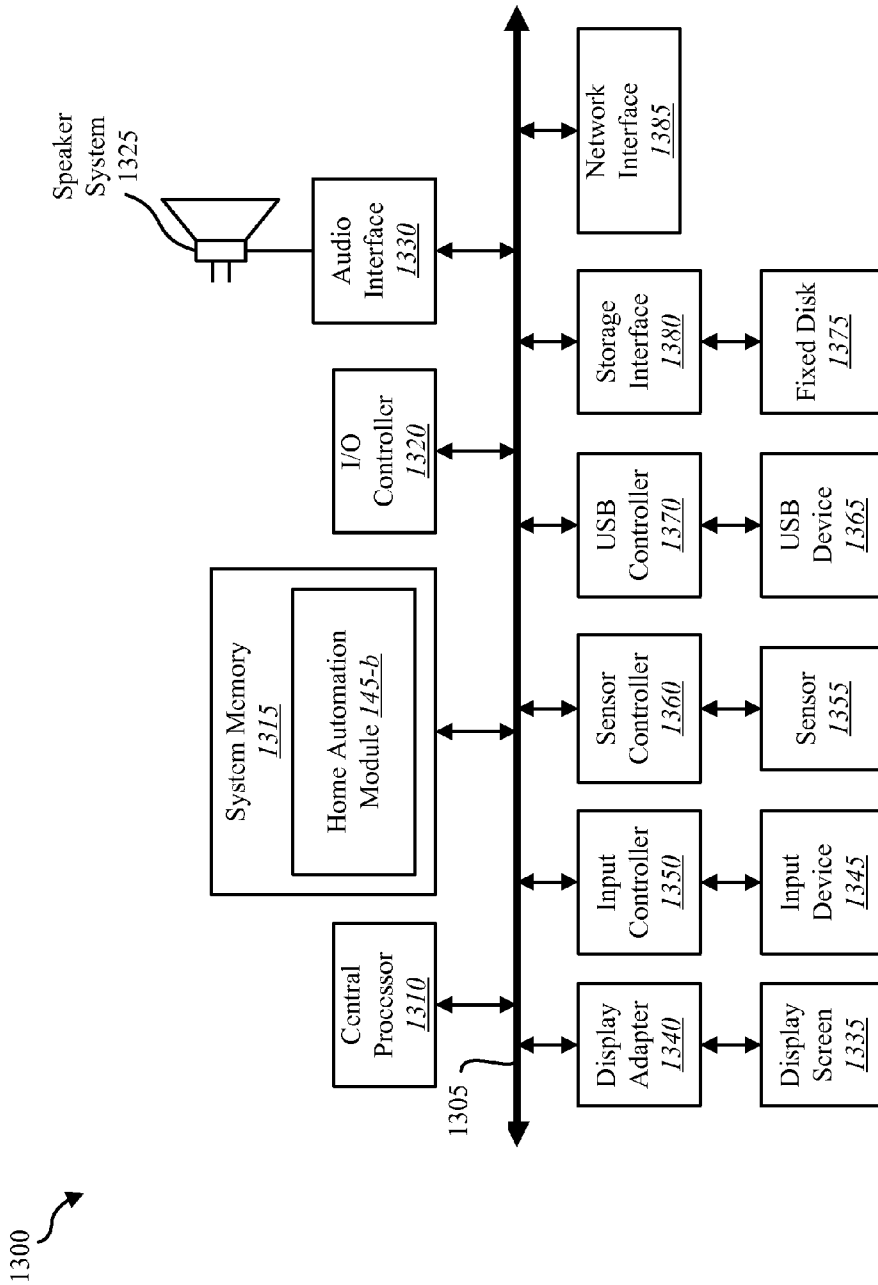 1300
Speaker
System
1325
Central
Processor
1310
System Memory
1315
Home Automation
Module 145-b
I/O
Controller
1320
Audio
Interface
1330
1305
Display
Adapter
1340
Input
Controller
1350
Sensor
Controller
1360
USB
Controller
1370
Storage
Interface
1380
Network
Interface
1385
Display
Screen
1335
Input
Device
1345
Sensor
1355
USB
Device
1365
Fixed Disk
1375